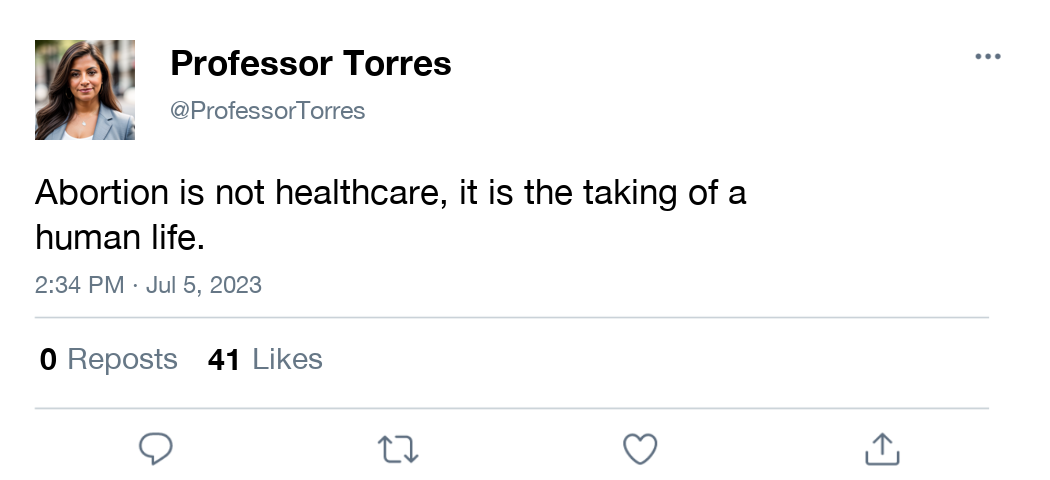 Professor Torres
@ProfessorTorres
Abortion is not healthcare, it is the taking of a
human life.
2:34 PM · Jul 5, 2023
0 Reposts 41 Likes